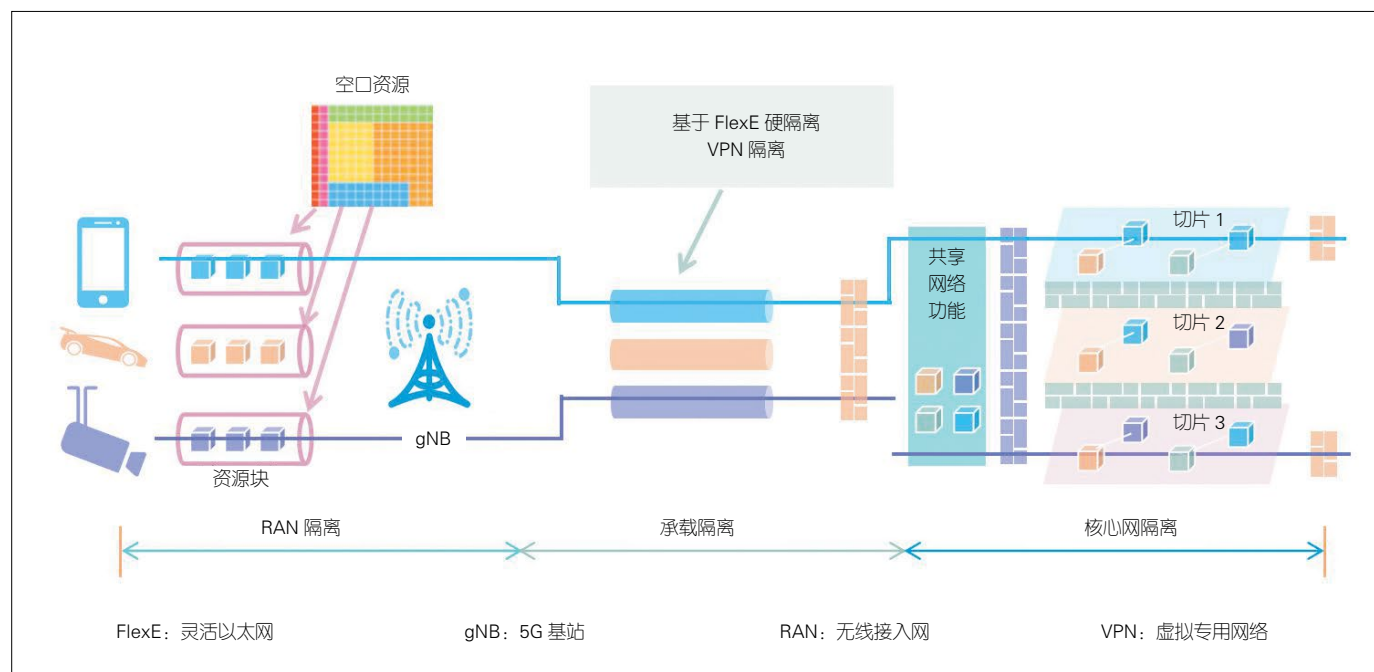 空口资源
基于 FlexE 硬隔离
VPN 隔离
切片 1
共享
网络
功能
切片 2
切片 3
gNB
资源块
RAN 隔离
承载隔离
核心网隔离
FlexE：灵活以太网
gNB：5G 基站
RAN：无线接入网
VPN：虚拟专用网络